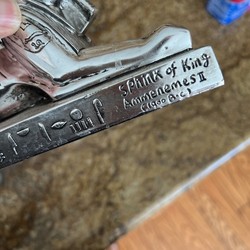 Sphinx of King
Ammenemes II
(1900 B.C)